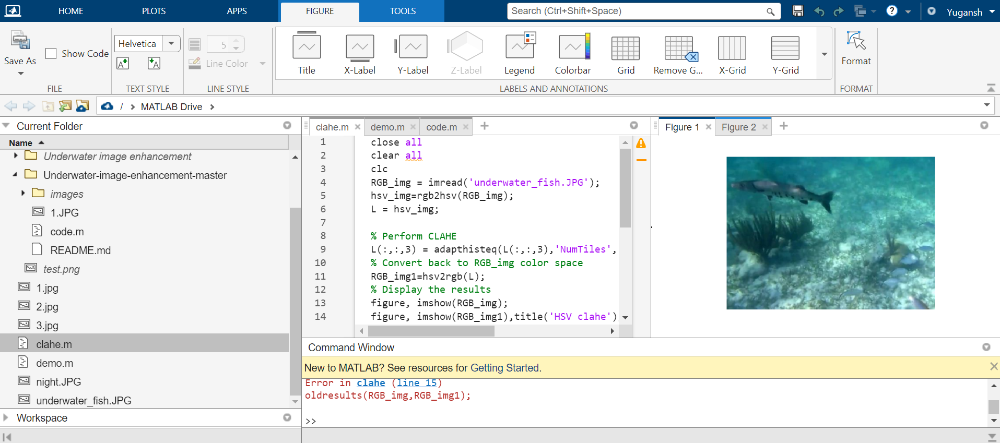 HOME PLOTS APPS FIGURE TOOLS Search (Ctrl+Shift+Space) ? Yugansh
Save As Show Code Helvetica 5 Line Color A A Title X-Label Y-Label Z-Label Legend Colorbar Grid Remove G... X-Grid Y-Grid Format
FILE TEXT STYLE LINE STYLE LABELS AND ANNOTATIONS FORMAT
/ > MATLAB Drive >
Current Folder
Name
Underwater image enhancement
Underwater-image-enhancement-master
images
1.JPG
code.m
README.md
test.png
1.jpg
2.jpg
3.jpg
clahe.m
demo.m
night.JPG
underwater_fish.JPG
Workspace
clahe.m × demo.m × code.m × +
1 close all
2 clear all
3 clc
4 RGB_img = imread('underwater_fish.JPG');
5 hsv_img=rgb2hsv(RGB_img);
6 L = hsv_img;
7
8 % Perform CLAHE
9 L(:,:,3) = adapthisteq(L(:,:,3),'NumTiles',
10 % Convert back to RGB_img color space
11 RGB_img1=hsv2rgb(L);
12 % Display the results
13 figure, imshow(RGB_img);
14 figure, imshow(RGB_img1),title('HSV clahe')
Figure 1 × Figure 2 × +
Command Window
New to MATLAB? See resources for Getting Started.
Error in clahe (line 15)
oldresults(RGB_img,RGB_img1);
>>